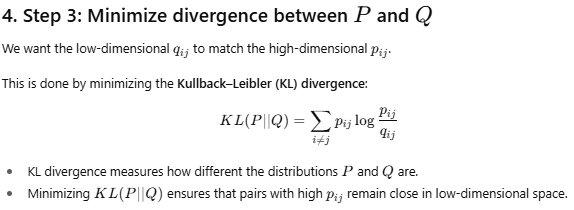 4. Step 3: Minimize divergence between P and Q
We want the low-dimensional q_{ij} to match the high-dimensional p_{ij}.
This is done by minimizing the Kullback–Leibler (KL) divergence:
KL(P||Q) = \sum_{i \neq j} p_{ij} \log \frac{p_{ij}}{q_{ij}}
• KL divergence measures how different the distributions P and Q are.
• Minimizing KL(P||Q) ensures that pairs with high p_{ij} remain close in low-dimensional space.